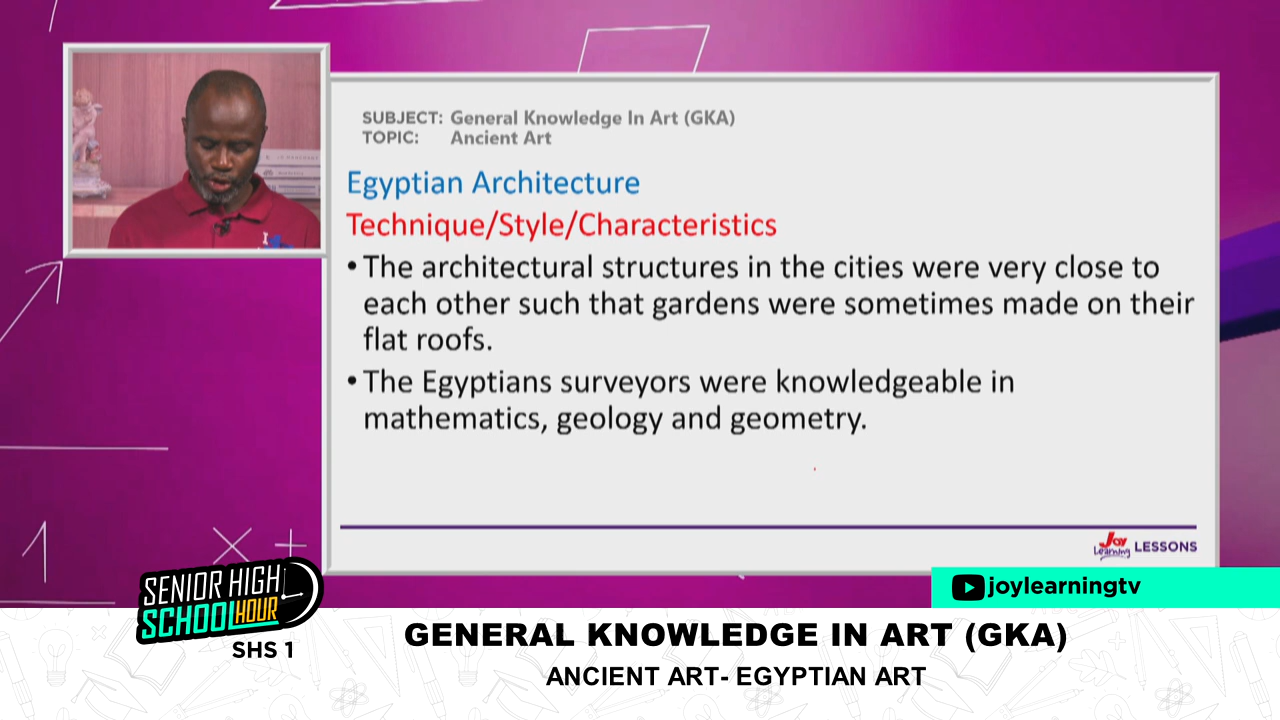 SUBJECT: General Knowledge In Art (GKA)
TOPIC: Ancient Art
Egyptian Architecture
Technique/Style/Characteristics
• The architectural structures in the cities were very close to
each other such that gardens were sometimes made on their
flat roofs.
• The Egyptians surveyors were knowledgeable in
mathematics, geology and geometry.
Joy Learning LESSONS
joylearningtv
SENIOR HIGH
SCHOOL HOUR
SHS 1
GENERAL KNOWLEDGE IN ART (GKA)
ANCIENT ART- EGYPTIAN ART